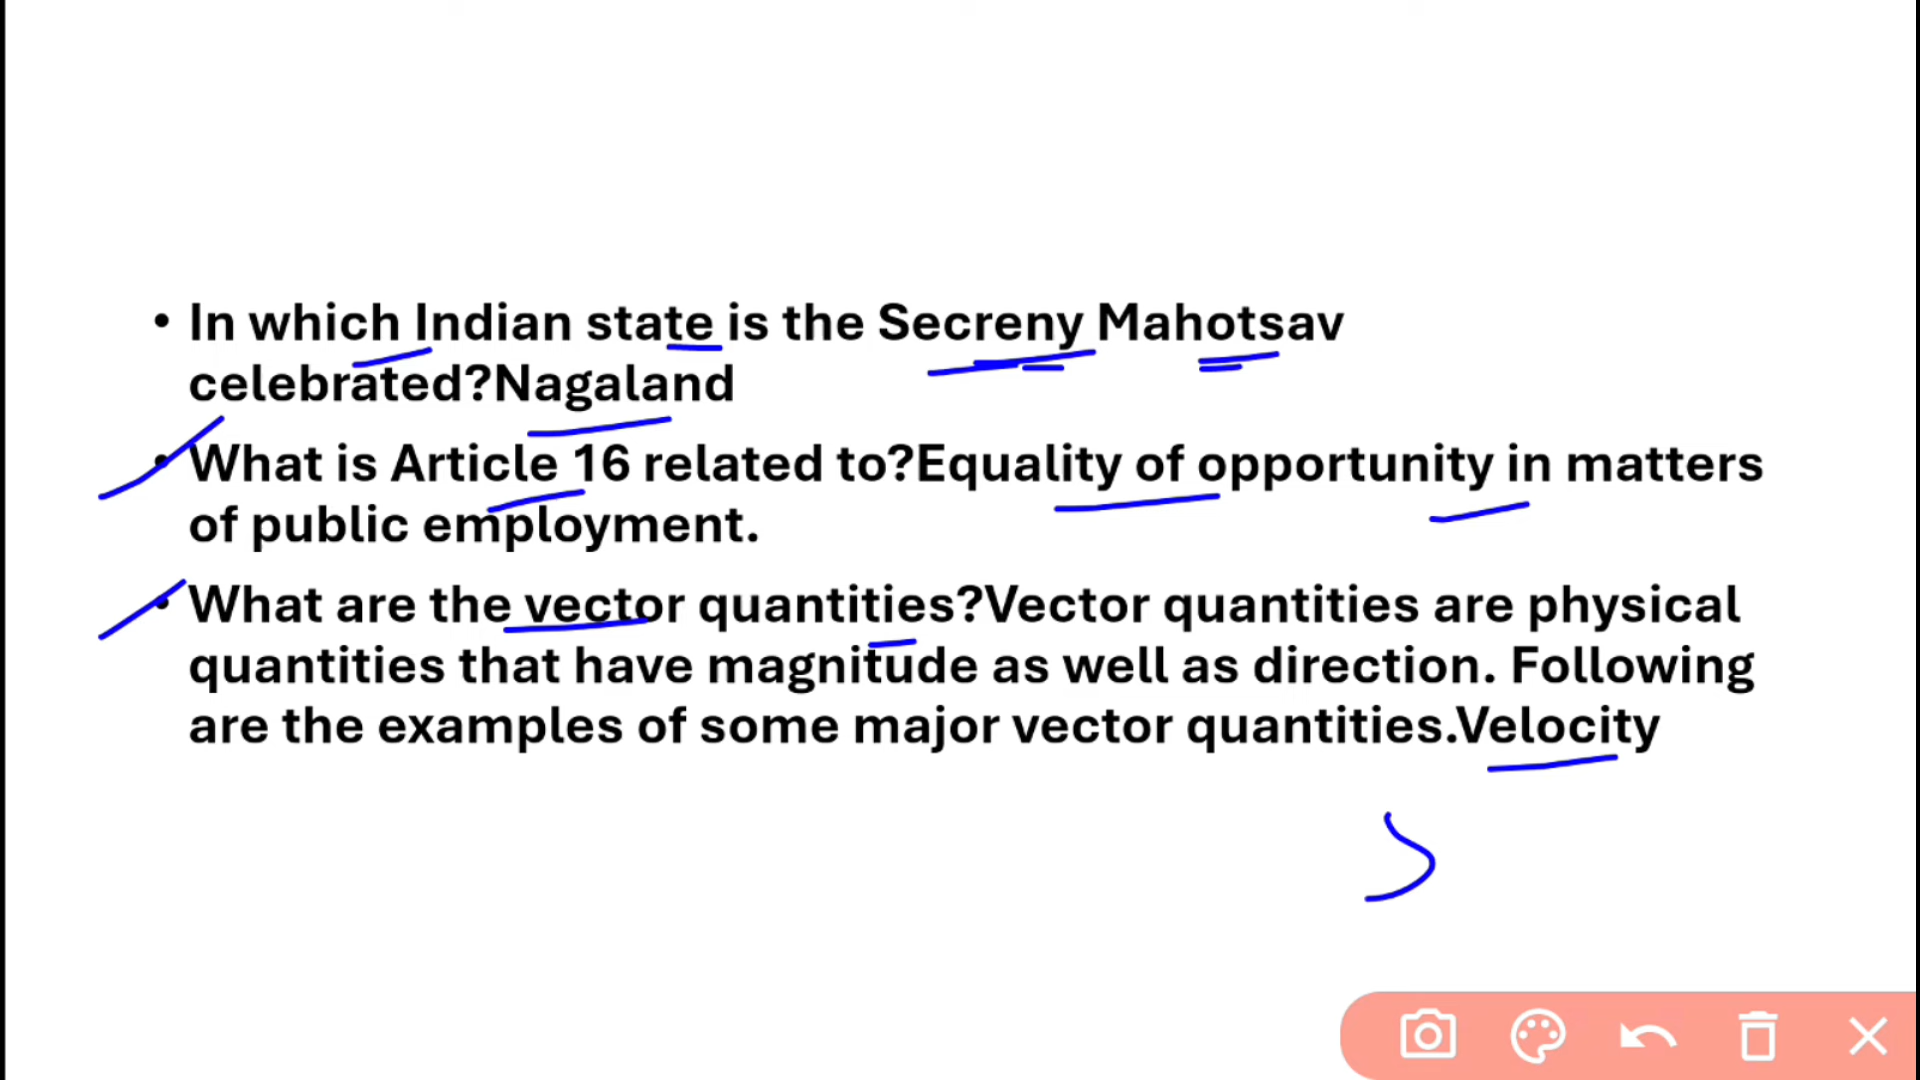 • In which Indian state is the Secreny Mahotsav
celebrated?Nagaland
• What is Article 16 related to?Equality of opportunity in matters
of public employment.
• What are the vector quantities?Vector quantities are physical
quantities that have magnitude as well as direction. Following
are the examples of some major vector quantities.Velocity